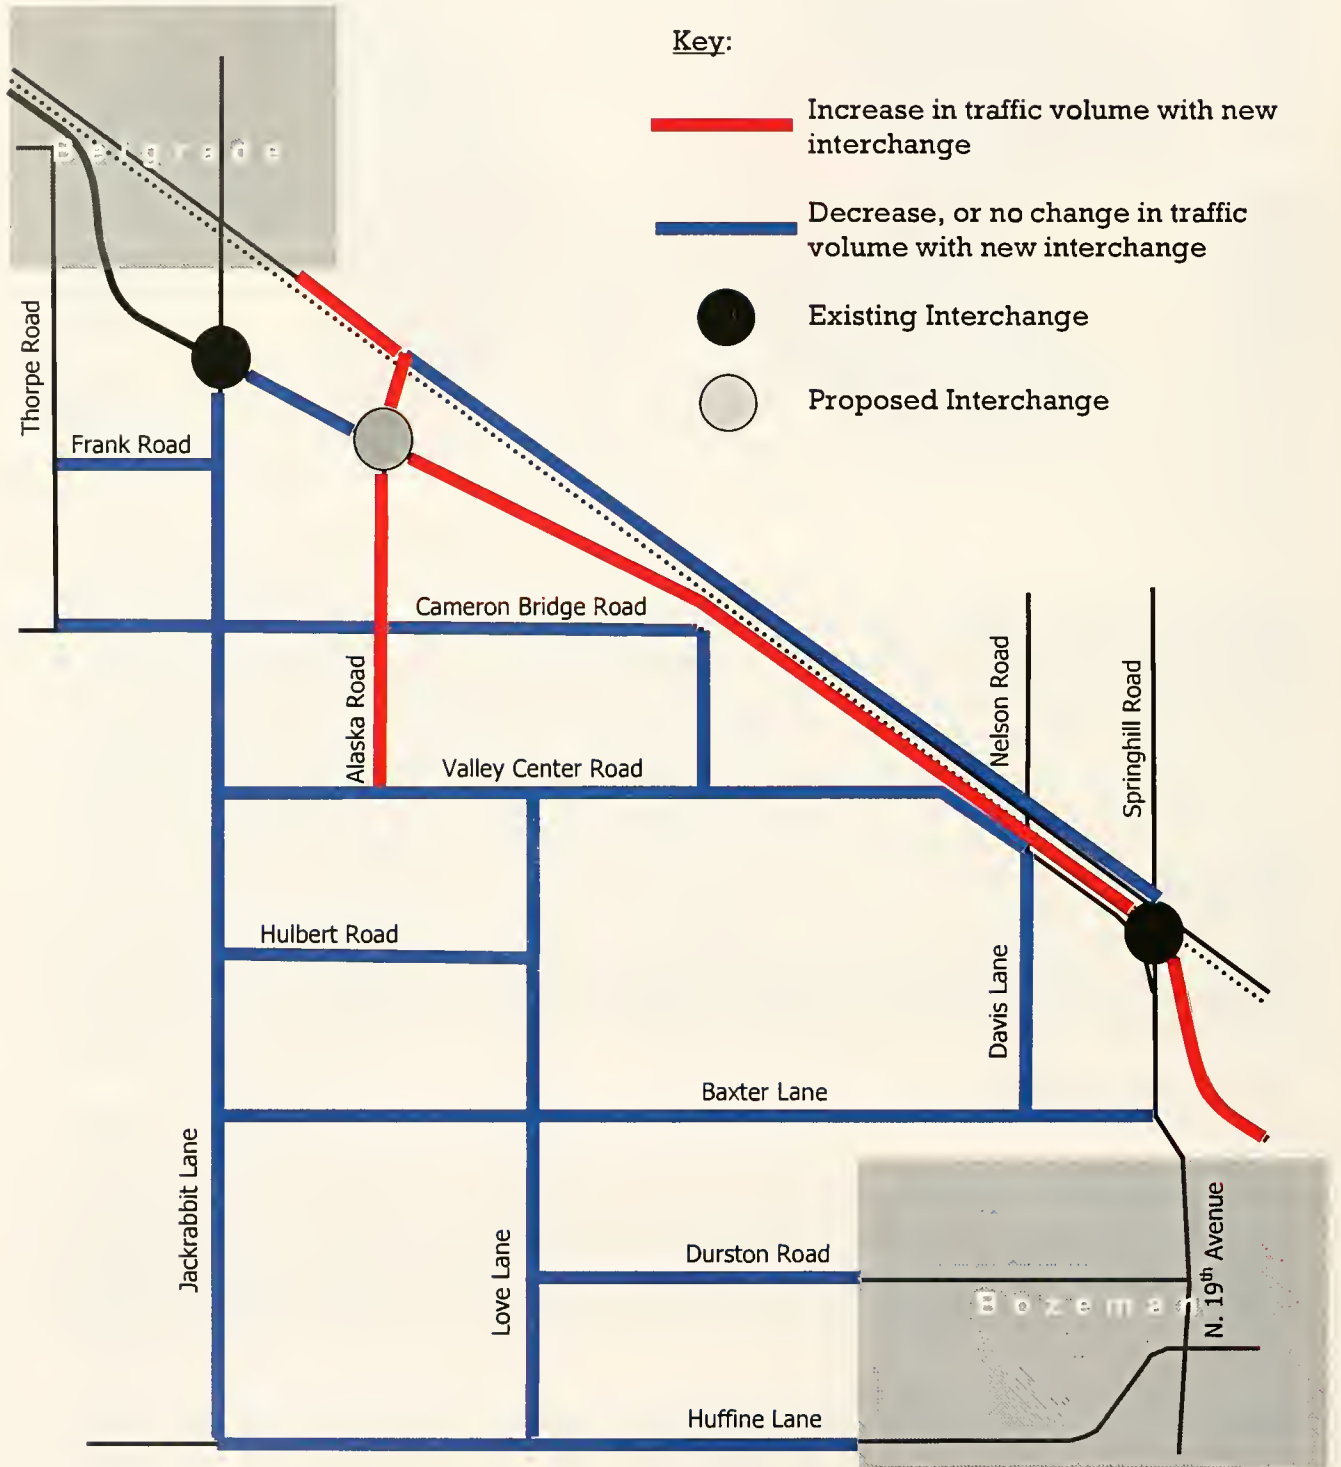 Key:
Increase in traffic volume with new
interchange
Decrease, or no change in traffic
volume with new interchange
Existing Interchange
Proposed Interchange
Belgrade
Thorpe Road
Frank Road
Cameron Bridge Road
Alaska Road
Valley Center Road
Nelson Road
Springhill Road
Hulbert Road
Davis Lane
Baxter Lane
Jackrabbit Lane
Love Lane
Durston Road
Bozeman
N. 19th Avenue
Huffine Lane